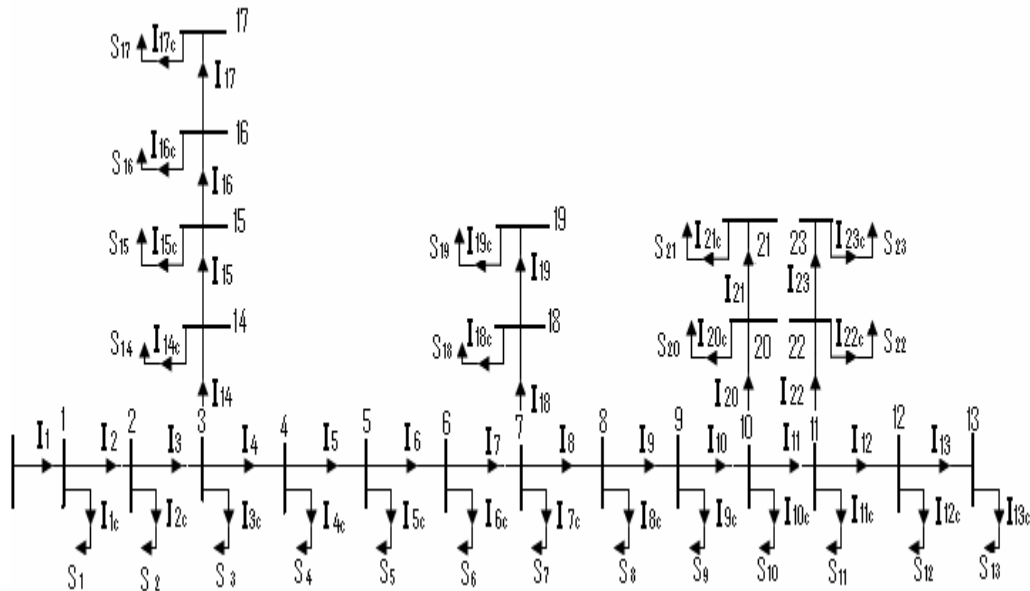 17
S17 I17c
I17
16
S16 I16c
I16
15
S15 I15c
I15
14
S14 I14c
I14
19
S19 I19c
I19
18
S18 I18c
I18
S21 I21c 21
I21
S20 I20c 20
I20
23 I23c S23
I23
22 I22c S22
I22
1 2 3 4 5 6 7 8 9 10 11 12 13
I1 I2 I3 I4 I5 I6 I7 I8 I9 I10 I11 I12 I13
I1c I2c I3c I4c I5c I6c I7c I8c I9c I10c I11c I12c I13c
S1 S2 S3 S4 S5 S6 S7 S8 S9 S10 S11 S12 S13